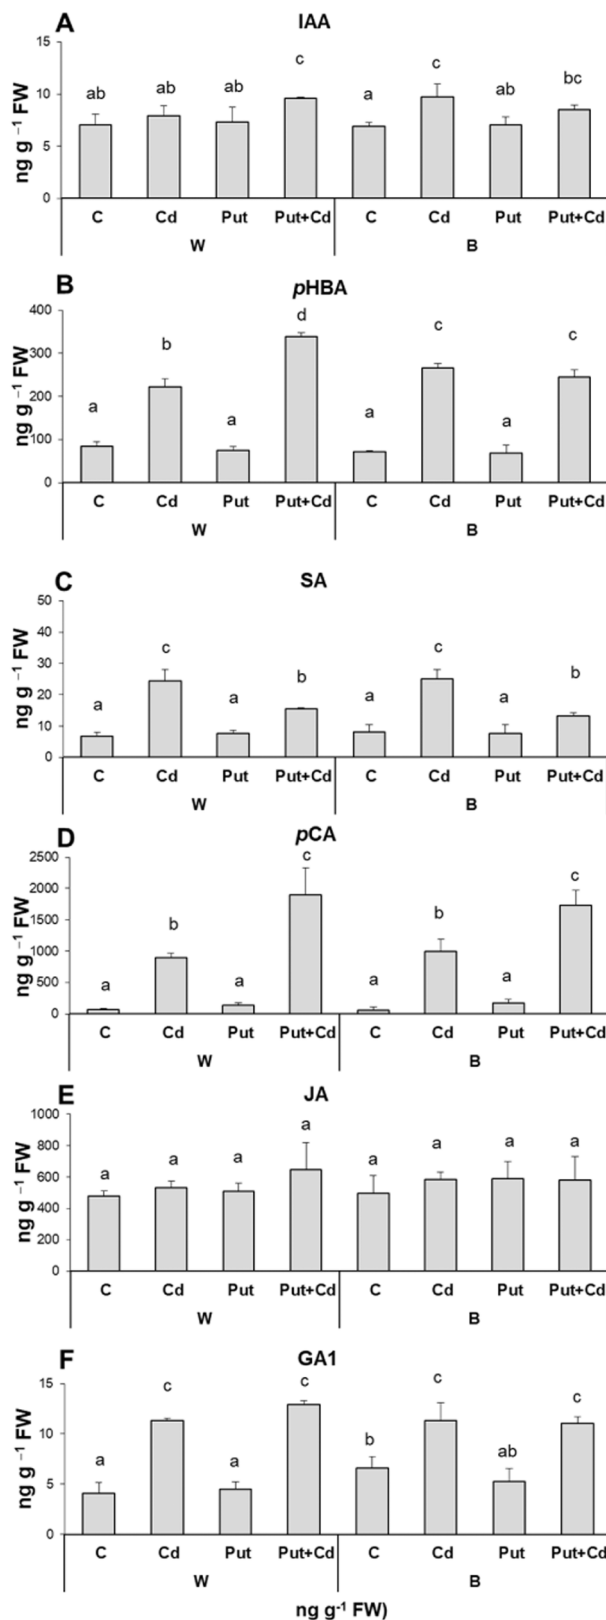 A IAA
ng g −1 FW
15
10
5
0
ab ab ab c a c ab bc
C Cd Put Put+Cd C Cd Put Put+Cd
W B
B pHBA
ng g −1 FW
400
300
200
100
0
a b a d a c a c
C Cd Put Put+Cd C Cd Put Put+Cd
W B
C SA
ng g −1 FW
50
40
30
20
10
0
a c a b a c a b
C Cd Put Put+Cd C Cd Put Put+Cd
W B
D pCA
ng g −1 FW
2500
2000
1500
1000
500
0
a b a c a b a c
C Cd Put Put+Cd C Cd Put Put+Cd
W B
E JA
ng g −1 FW
1000
800
600
400
200
0
a a a a a a a a
C Cd Put Put+Cd C Cd Put Put+Cd
W B
F GA1
ng g −1 FW
15
10
5
0
a c a c b c ab c
C Cd Put Put+Cd C Cd Put Put+Cd
W B
ng g-1 FW)